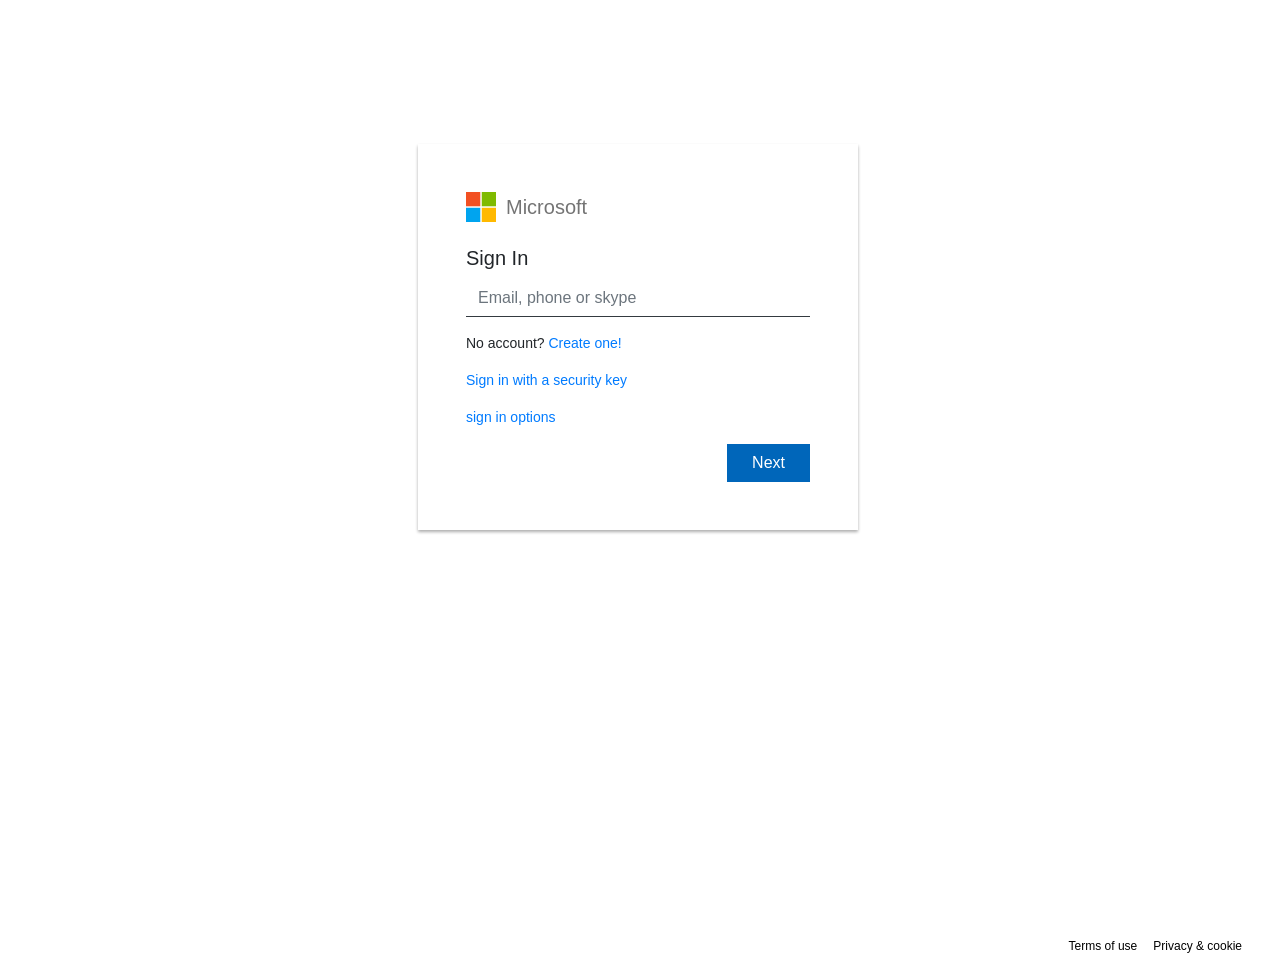 Microsoft
Sign In
Email, phone or skype
No account? Create one!
Sign in with a security key
sign in options
Next
Terms of use Privacy & cookie